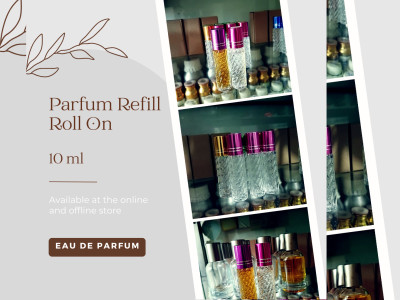 Parfum Refill
Roll On
10 ml
Available at the online
and offline store
EAU DE PARFUM